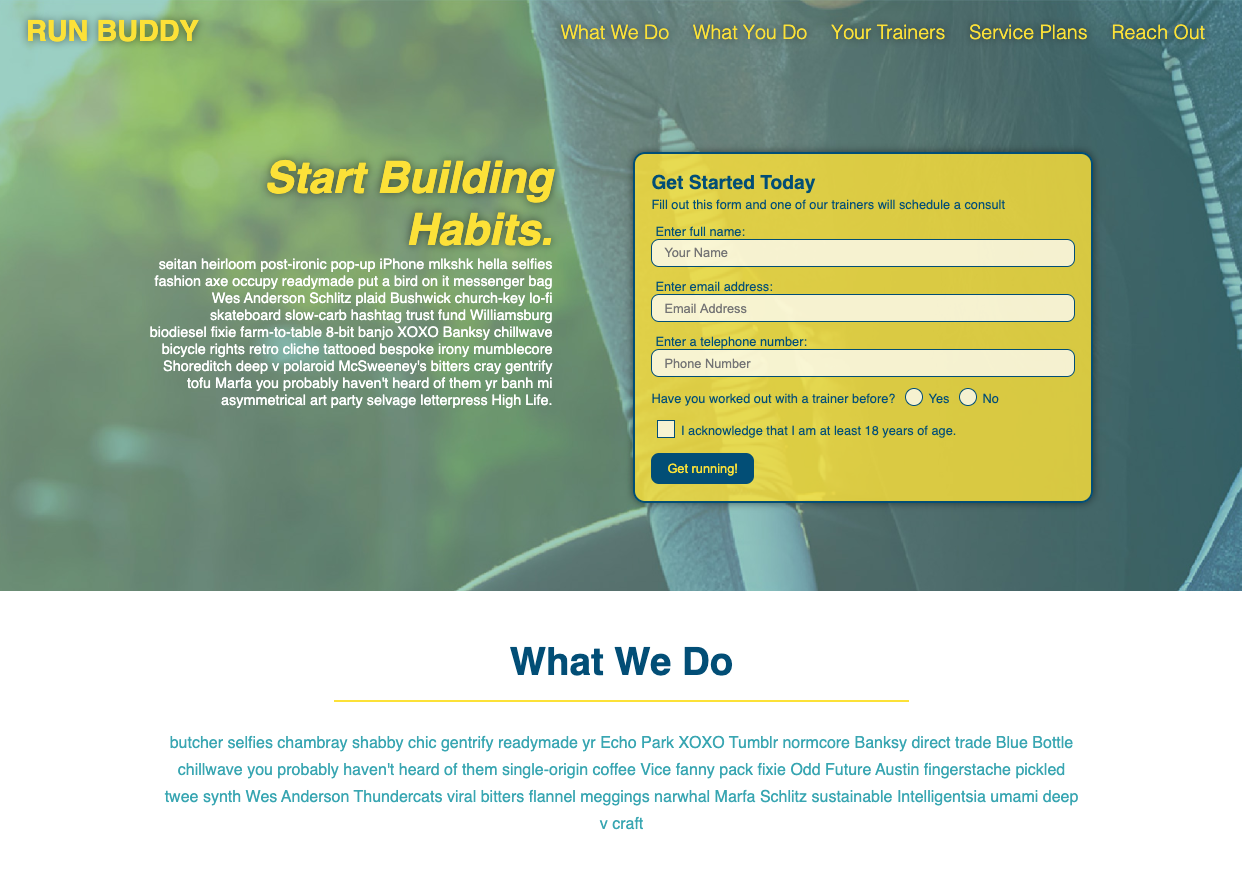 RUN BUDDY
What We Do What You Do Your Trainers Service Plans Reach Out
Start Building
Habits.
seitan heirloom post-ironic pop-up iPhone mlkshk hella selfies
fashion axe occupy readymade put a bird on it messenger bag
Wes Anderson Schlitz plaid Bushwick church-key lo-fi
skateboard slow-carb hashtag trust fund Williamsburg
biodiesel fixie farm-to-table 8-bit banjo XOXO Banksy chillwave
bicycle rights retro cliche tattooed bespoke irony mumblecore
Shoreditch deep v polaroid McSweeney's bitters cray gentrify
tofu Marfa you probably haven't heard of them yr banh mi
asymmetrical art party selvage letterpress High Life.
Get Started Today
Fill out this form and one of our trainers will schedule a consult
Enter full name:
Your Name
Enter email address:
Email Address
Enter a telephone number:
Phone Number
Have you worked out with a trainer before? Yes No
I acknowledge that I am at least 18 years of age.
Get running!
What We Do
butcher selfies chambray shabby chic gentrify readymade yr Echo Park XOXO Tumblr normcore Banksy direct trade Blue Bottle
chillwave you probably haven't heard of them single-origin coffee Vice fanny pack fixie Odd Future Austin fingerstache pickled
twee synth Wes Anderson Thundercats viral bitters flannel meggings narwhal Marfa Schlitz sustainable Intelligentsia umami deep
v craft